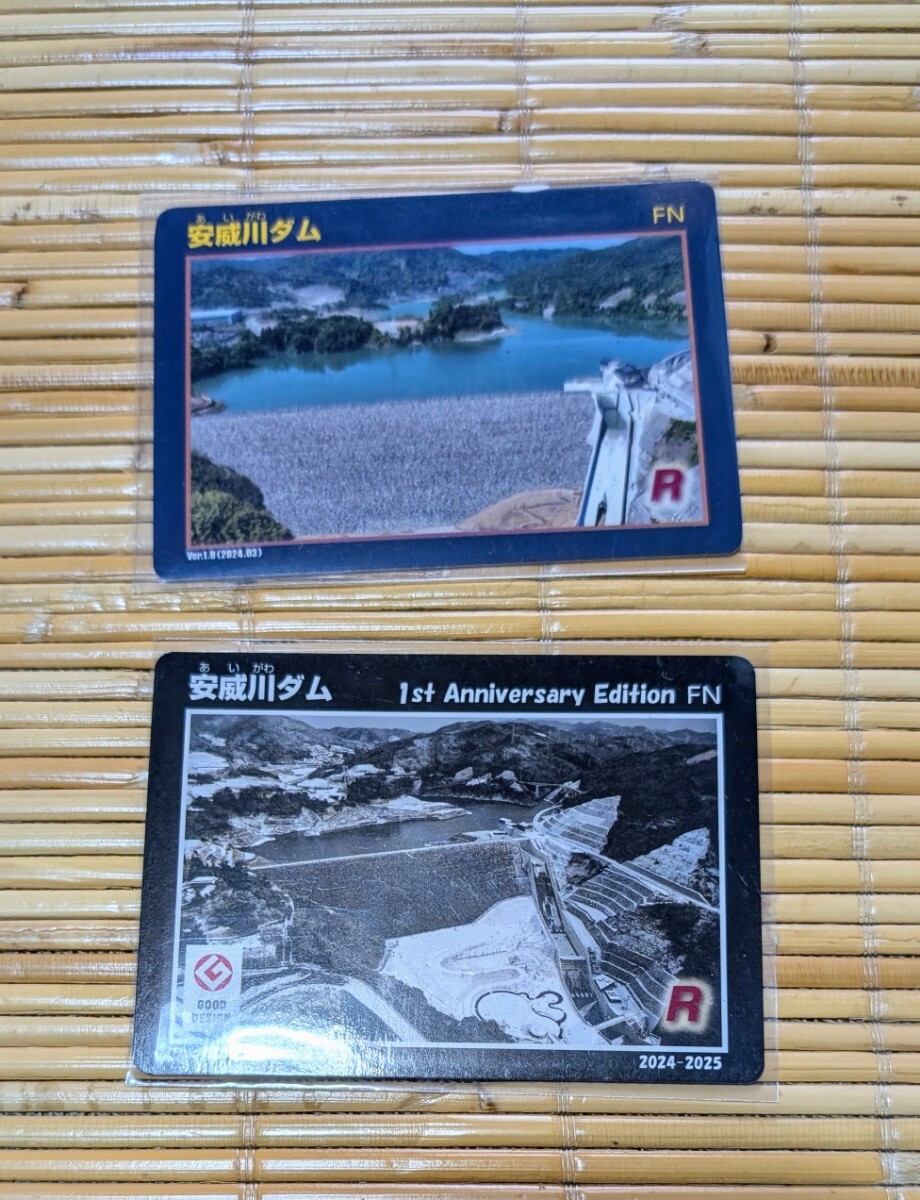 あいがわ
安威川ダム FN
R
Ver.1.0(2024.03)
あいがわ
安威川ダム 1st Anniversary Edition FN
GOOD
DESIGN
R
2024-2025